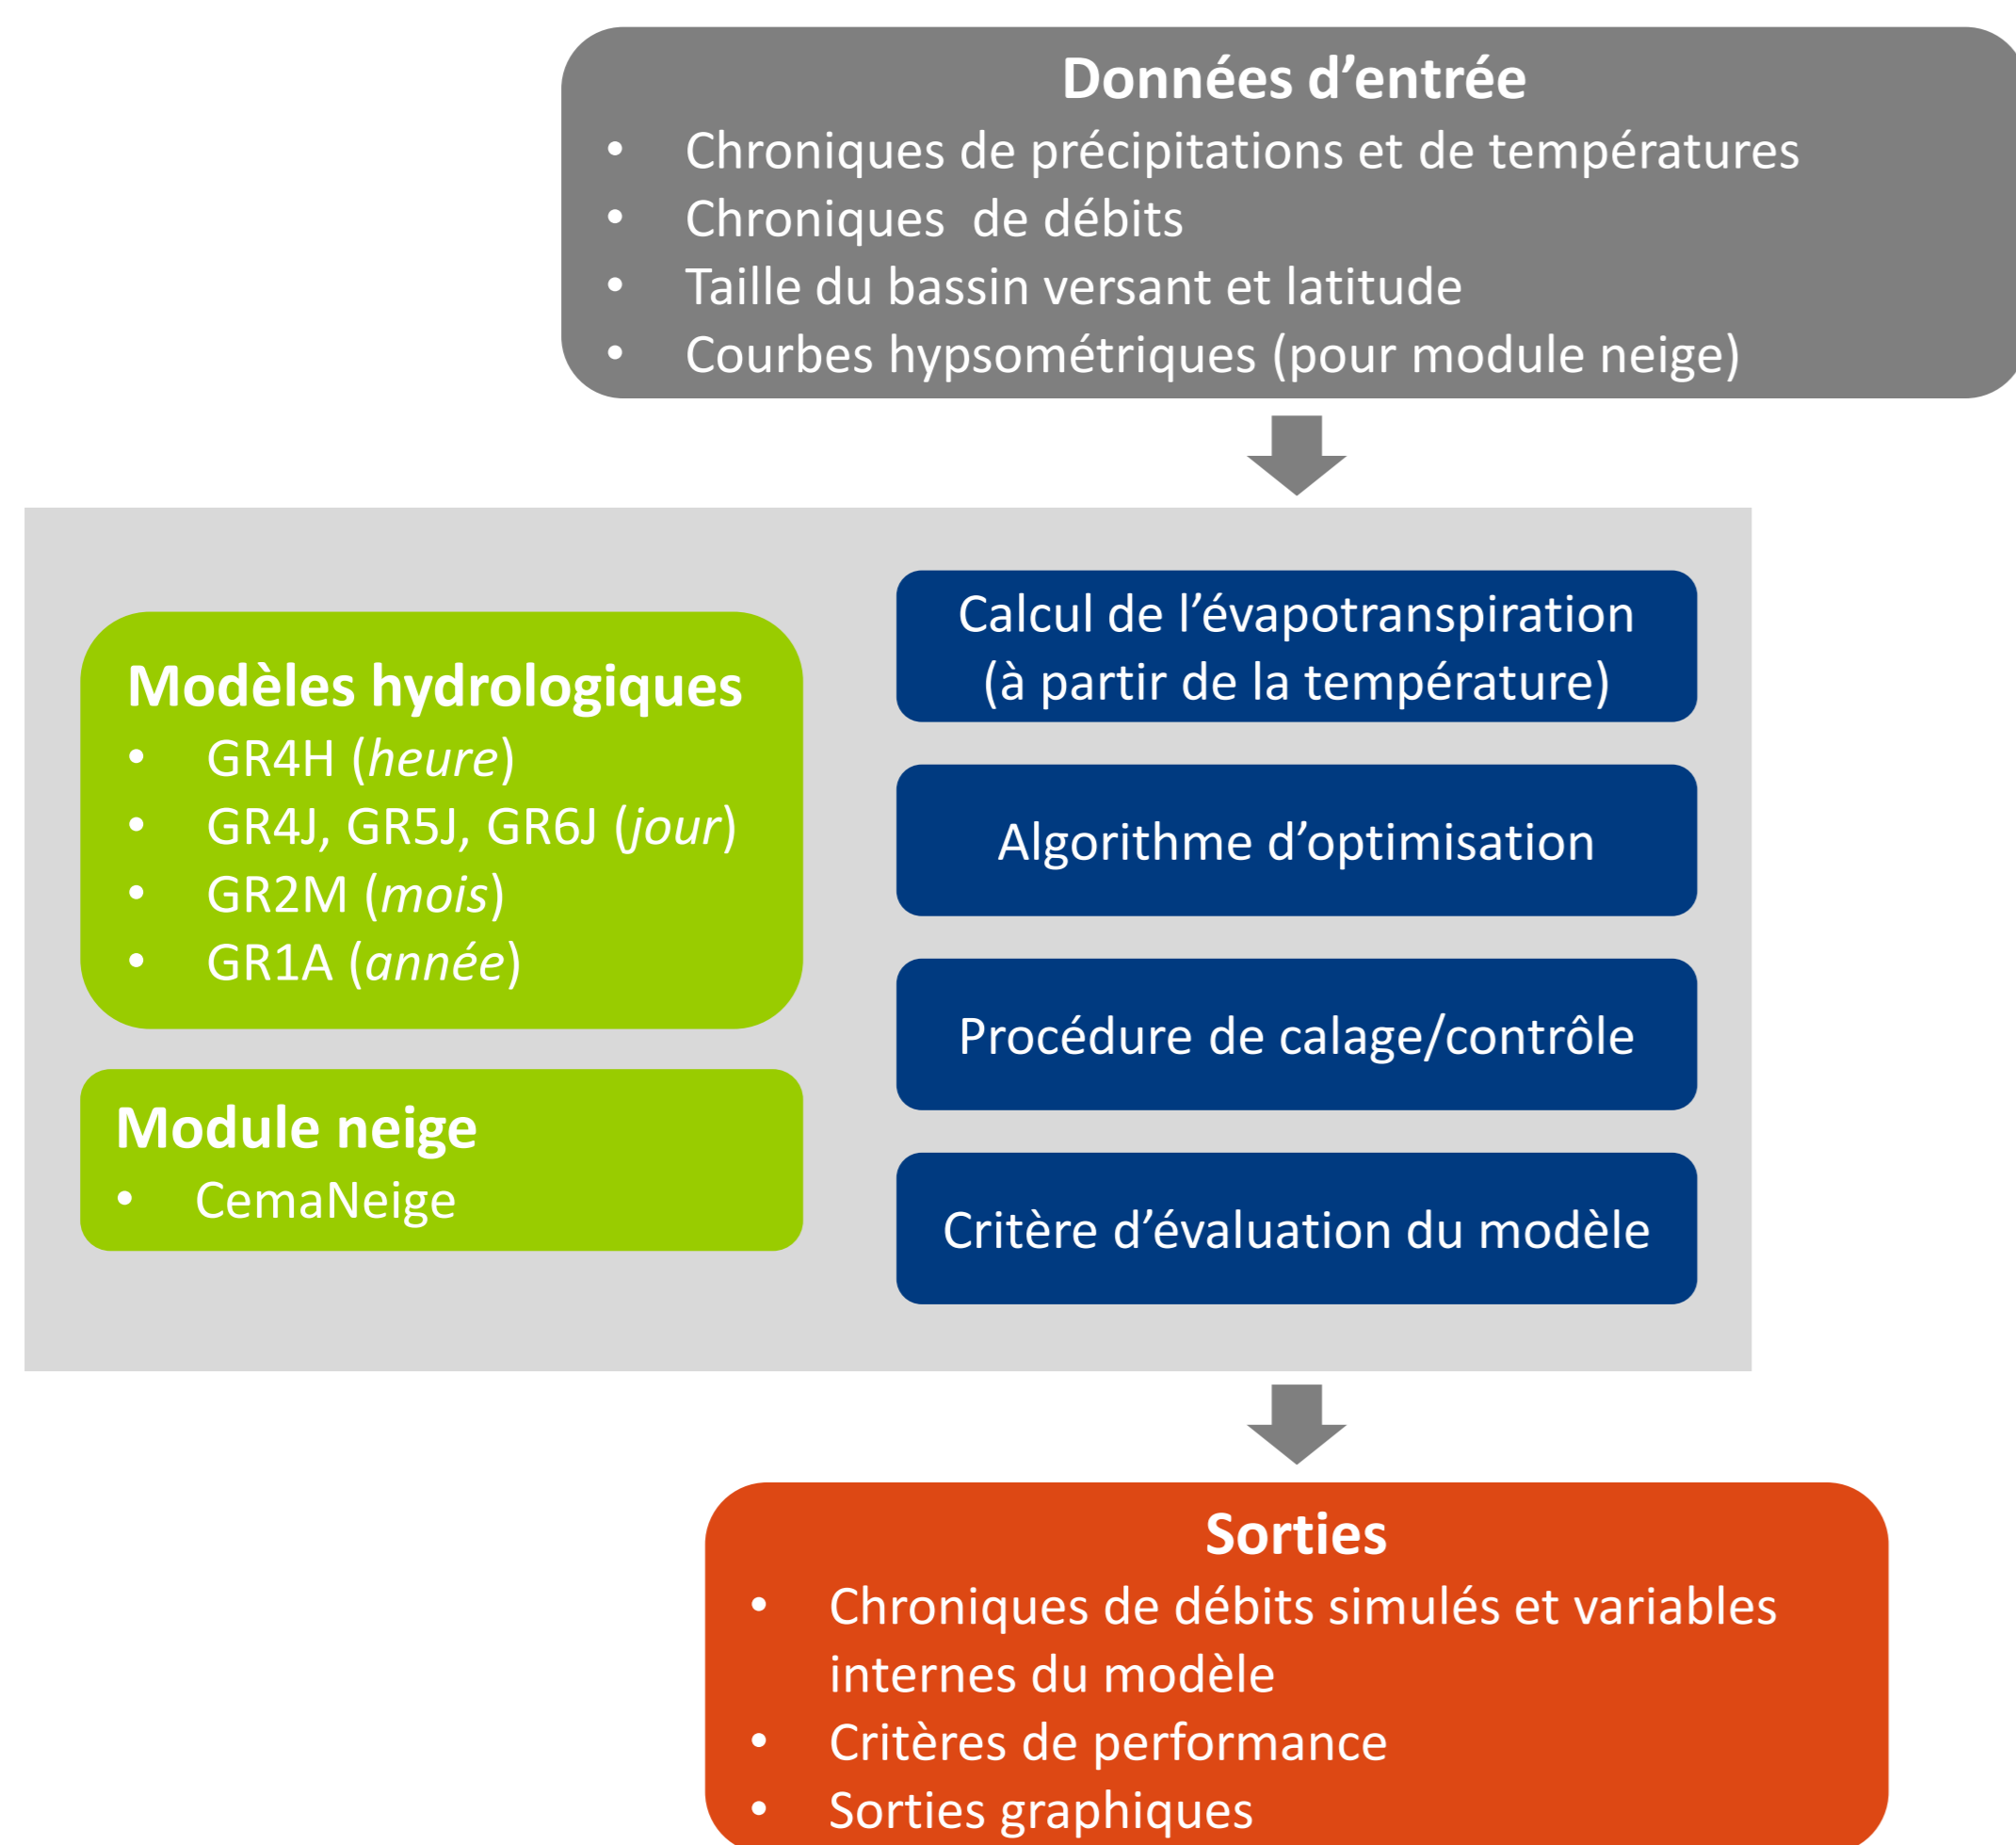 Données d’entrée
• Chroniques de précipitations et de températures
• Chroniques de débits
• Taille du bassin versant et latitude
• Courbes hypsométriques (pour module neige)
Modèles hydrologiques
• GR4H (heure)
• GR4J, GR5J, GR6J (jour)
• GR2M (mois)
• GR1A (année)
Module neige
• CemaNeige
Calcul de l’évapotranspiration
(à partir de la température)
Algorithme d’optimisation
Procédure de calage/contrôle
Critère d’évaluation du modèle
Sorties
• Chroniques de débits simulés et variables
internes du modèle
• Critères de performance
• Sorties graphiques